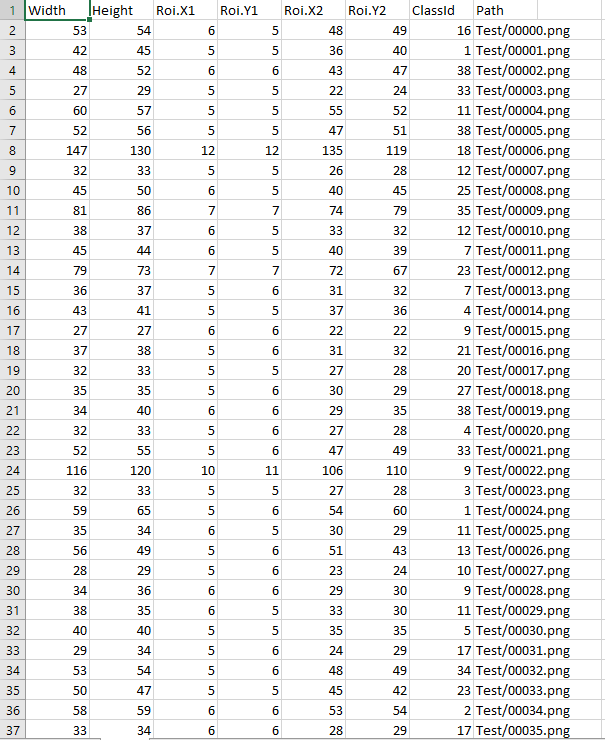 1 Width Height Roi.X1 Roi.Y1 Roi.X2 Roi.Y2 ClassId Path
2 53 54 6 5 48 49 16 Test/00000.png
3 42 45 5 5 36 40 1 Test/00001.png
4 48 52 6 6 43 47 38 Test/00002.png
5 27 29 5 5 22 24 33 Test/00003.png
6 60 57 5 5 55 52 11 Test/00004.png
7 52 56 5 5 47 51 38 Test/00005.png
8 147 130 12 12 135 119 18 Test/00006.png
9 32 33 5 5 26 28 12 Test/00007.png
10 45 50 6 5 40 45 25 Test/00008.png
11 81 86 7 7 74 79 35 Test/00009.png
12 38 37 6 5 33 32 12 Test/00010.png
13 45 44 6 5 40 39 7 Test/00011.png
14 79 73 7 7 72 67 23 Test/00012.png
15 36 37 5 6 31 32 7 Test/00013.png
16 43 41 5 5 37 36 4 Test/00014.png
17 27 27 6 6 22 22 9 Test/00015.png
18 37 38 5 6 31 32 21 Test/00016.png
19 32 33 5 5 27 28 20 Test/00017.png
20 35 35 5 6 30 29 27 Test/00018.png
21 34 40 6 6 29 35 38 Test/00019.png
22 32 33 5 6 27 28 4 Test/00020.png
23 52 55 5 6 47 49 33 Test/00021.png
24 116 120 10 11 106 110 9 Test/00022.png
25 32 33 5 5 27 28 3 Test/00023.png
26 59 65 5 6 54 60 1 Test/00024.png
27 35 34 6 5 30 29 11 Test/00025.png
28 56 49 5 6 51 43 13 Test/00026.png
29 28 29 5 6 23 24 10 Test/00027.png
30 34 36 6 6 29 30 9 Test/00028.png
31 38 35 6 5 33 30 11 Test/00029.png
32 40 40 5 5 35 35 5 Test/00030.png
33 29 34 5 6 24 29 17 Test/00031.png
34 53 54 5 6 48 49 34 Test/00032.png
35 50 47 5 5 45 42 23 Test/00033.png
36 58 59 6 6 53 54 2 Test/00034.png
37 33 34 6 6 28 29 17 Test/00035.png